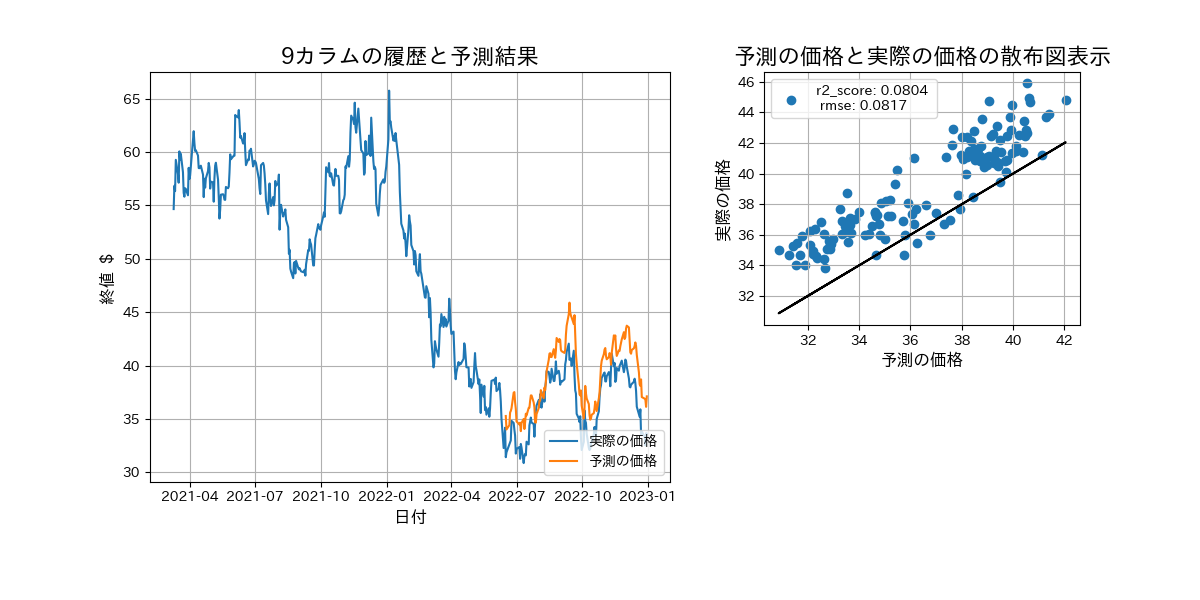 9カラムの履歴と予測結果
終値 $
65
60
55
50
45
40
35
30
2021-04 2021-07 2021-10 2022-01 2022-04 2022-07 2022-10 2023-01
日付
実際の価格
予測の価格
予測の価格と実際の価格の散布図表示
実際の価格
46
44
42
40
38
36
34
32
r2_score: 0.0804
rmse: 0.0817
32 34 36 38 40 42
予測の価格